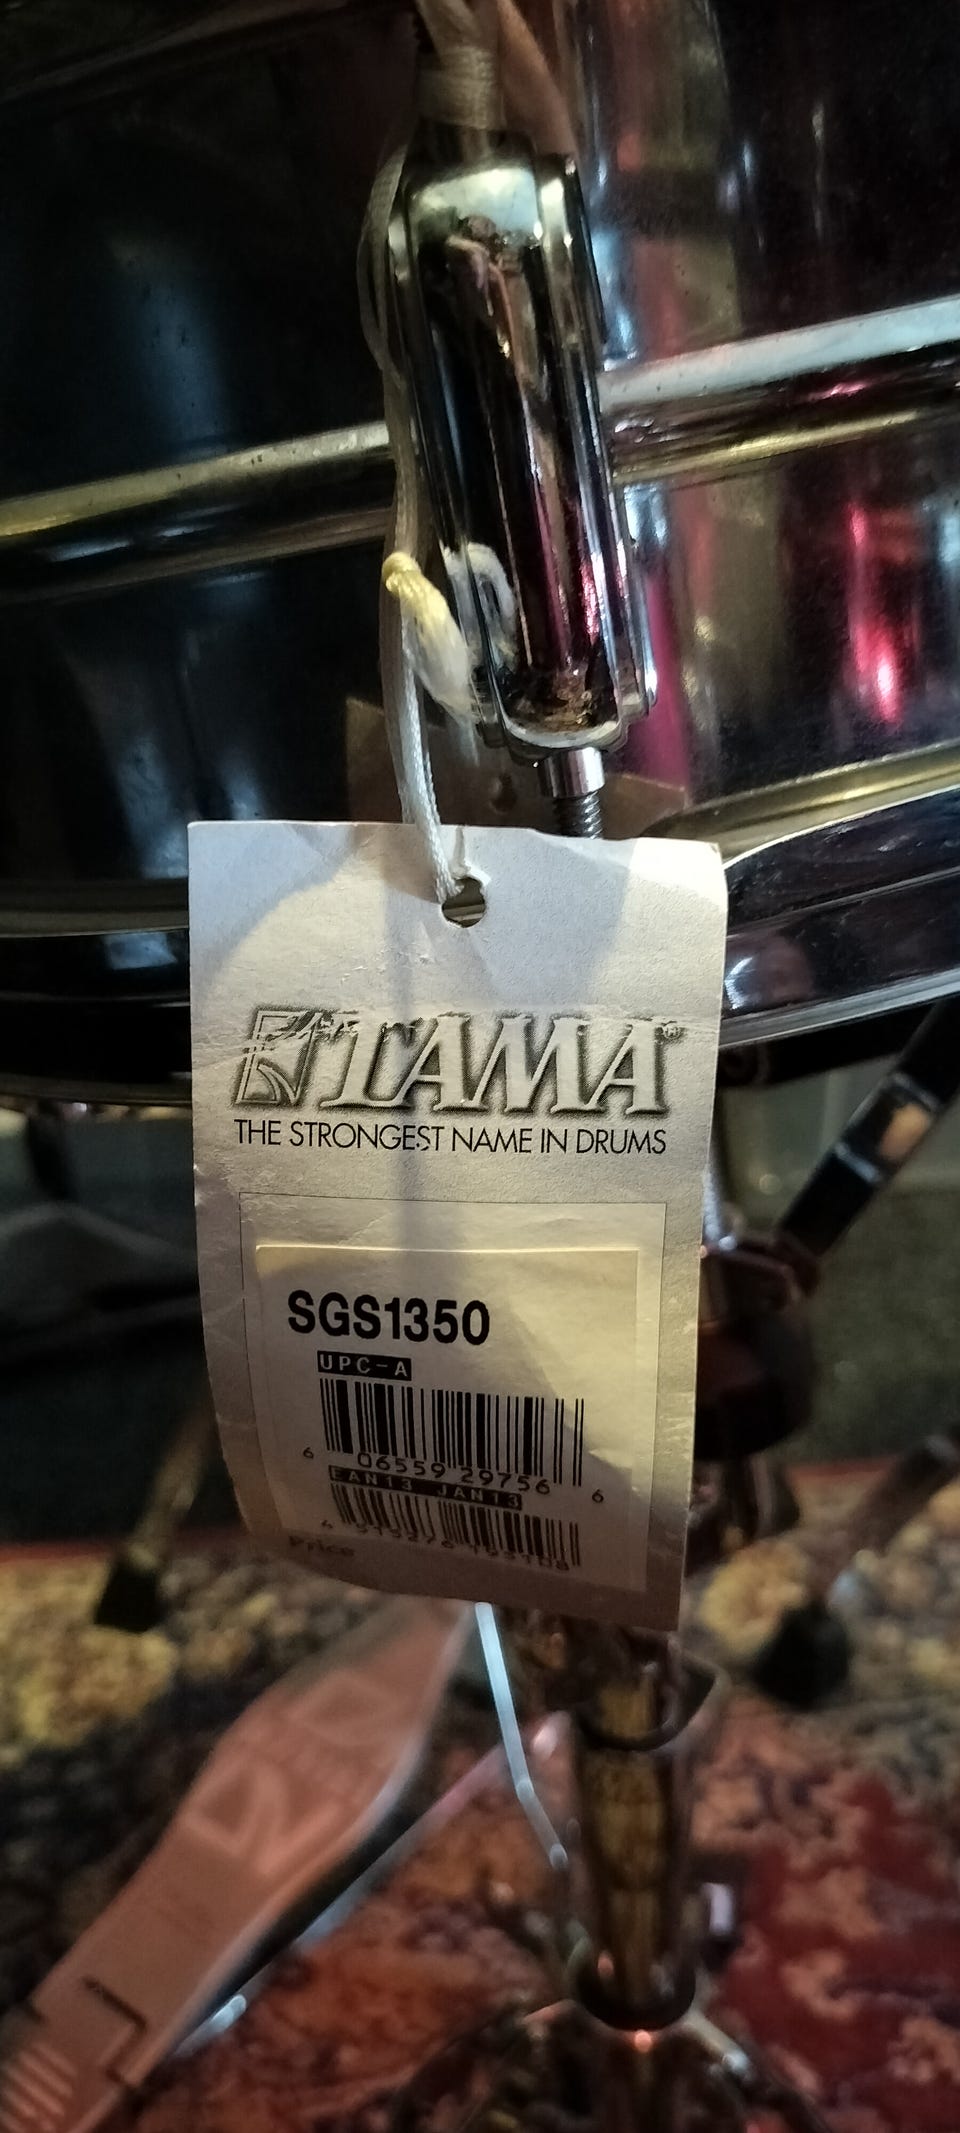 TAMA®
THE STRONGEST NAME IN DRUMS
SGS1350
UPC-A
6 06559 29756 6
EAN13 JAN13
Price